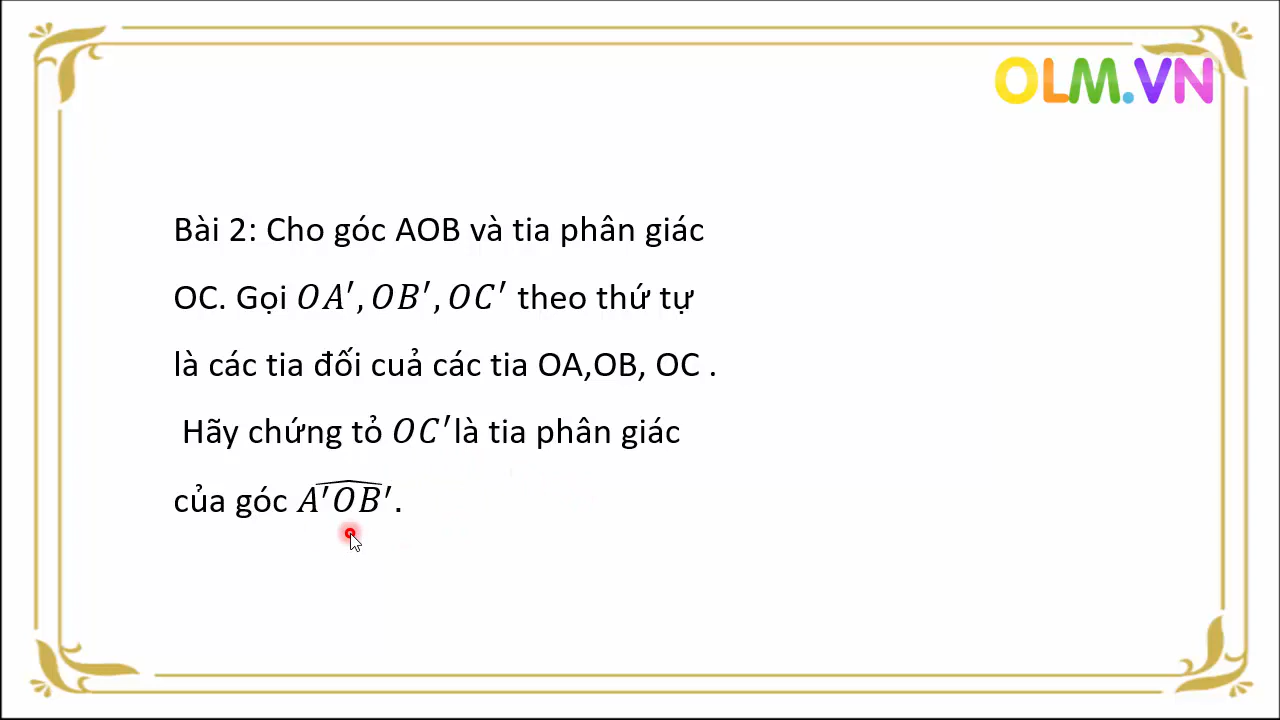 OLM.VN
Bài 2: Cho góc AOB và tia phân giác
OC. Gọi OA′, OB′, OC′ theo thứ tự
là các tia đối cuả các tia OA,OB, OC .
Hãy chứng tỏ OC′là tia phân giác
của góc A′OB′.